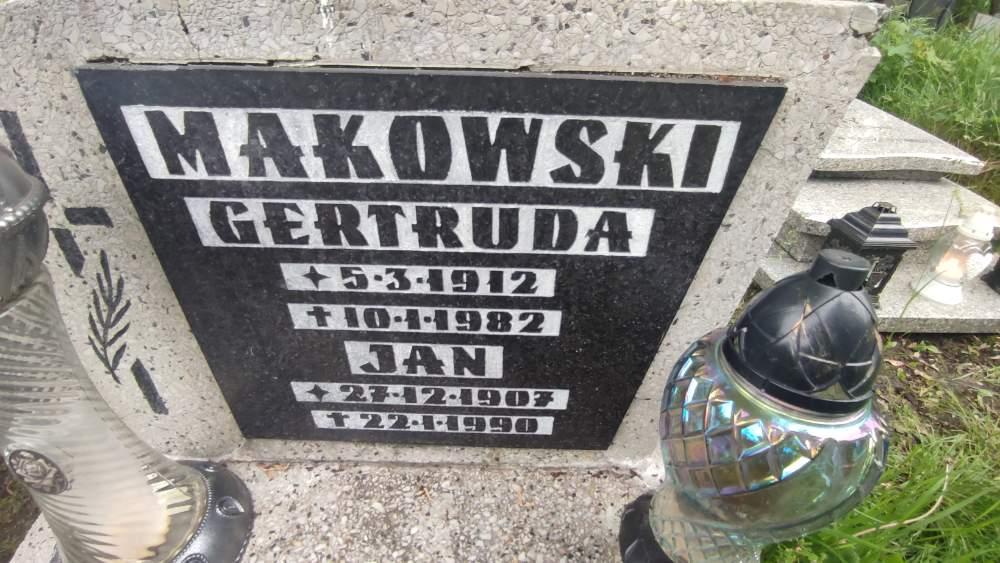 MAKOWSKI
GERTRUDA
✦ 5·3·1912
✝ 10·1·1982
JAN
✦ 27·12·1907
✝ 22·1·1990